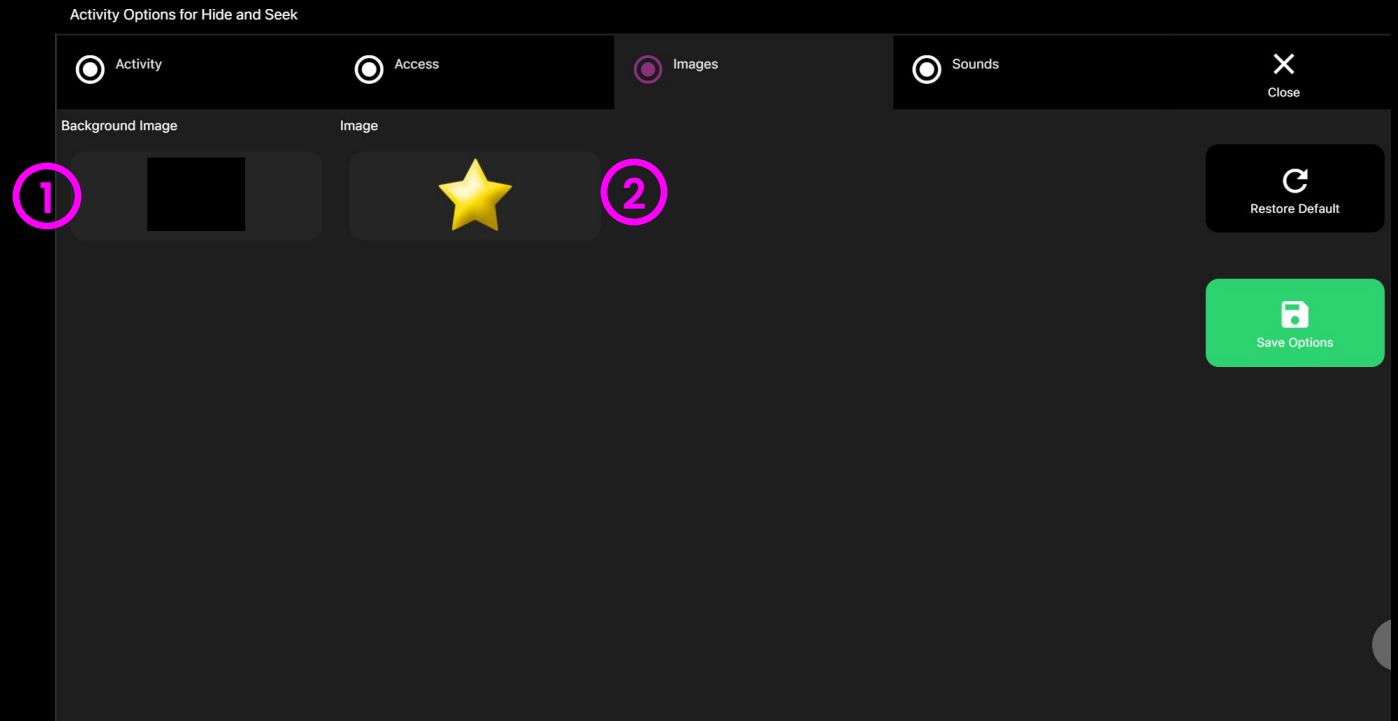 Activity Options for Hide and Seek
Activity
Access
Images
Sounds
Close
Background Image
Image
1
2
Restore Default
Save Options